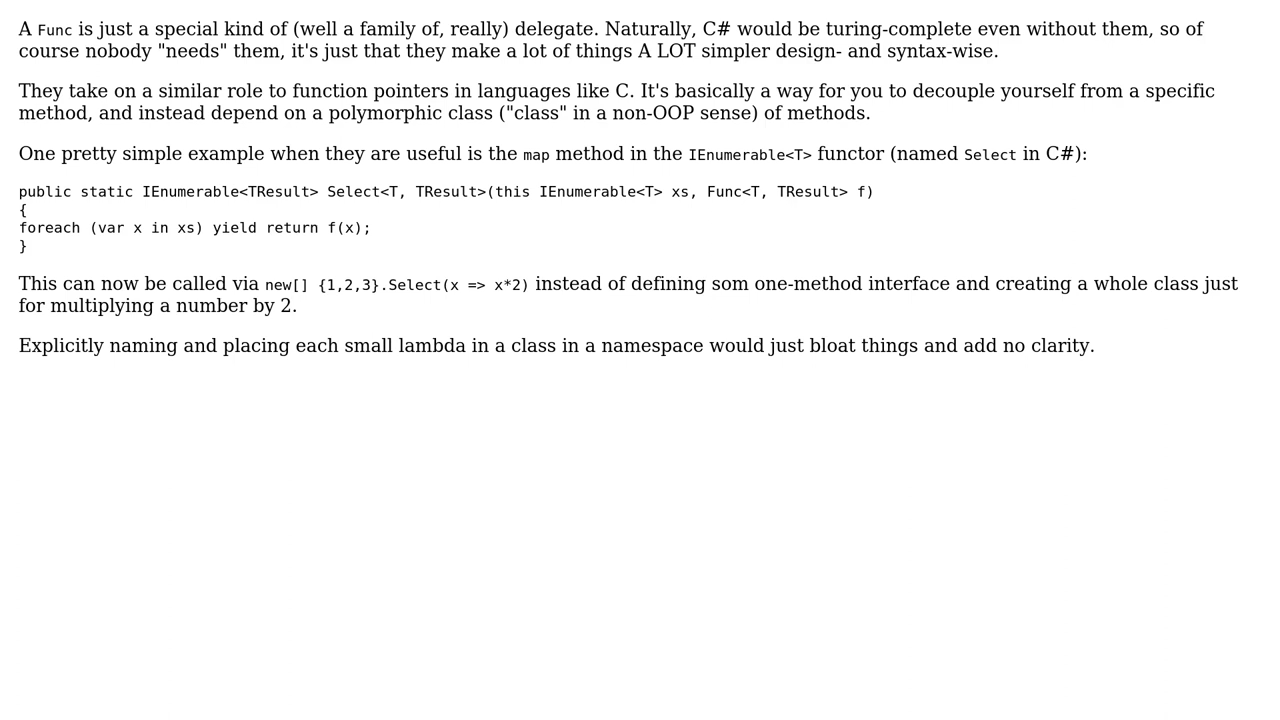 A Func is just a special kind of (well a family of, really) delegate. Naturally, C# would be turing-complete even without them, so of
course nobody "needs" them, it's just that they make a lot of things A LOT simpler design- and syntax-wise.
They take on a similar role to function pointers in languages like C. It's basically a way for you to decouple yourself from a specific
method, and instead depend on a polymorphic class ("class" in a non-OOP sense) of methods.
One pretty simple example when they are useful is the map method in the IEnumerable<T> functor (named Select in C#):
public static IEnumerable<TResult> Select<T, TResult>(this IEnumerable<T> xs, Func<T, TResult> f)
{
foreach (var x in xs) yield return f(x);
}
This can now be called via new[] {1,2,3}.Select(x => x*2) instead of defining som one-method interface and creating a whole class just
for multiplying a number by 2.
Explicitly naming and placing each small lambda in a class in a namespace would just bloat things and add no clarity.